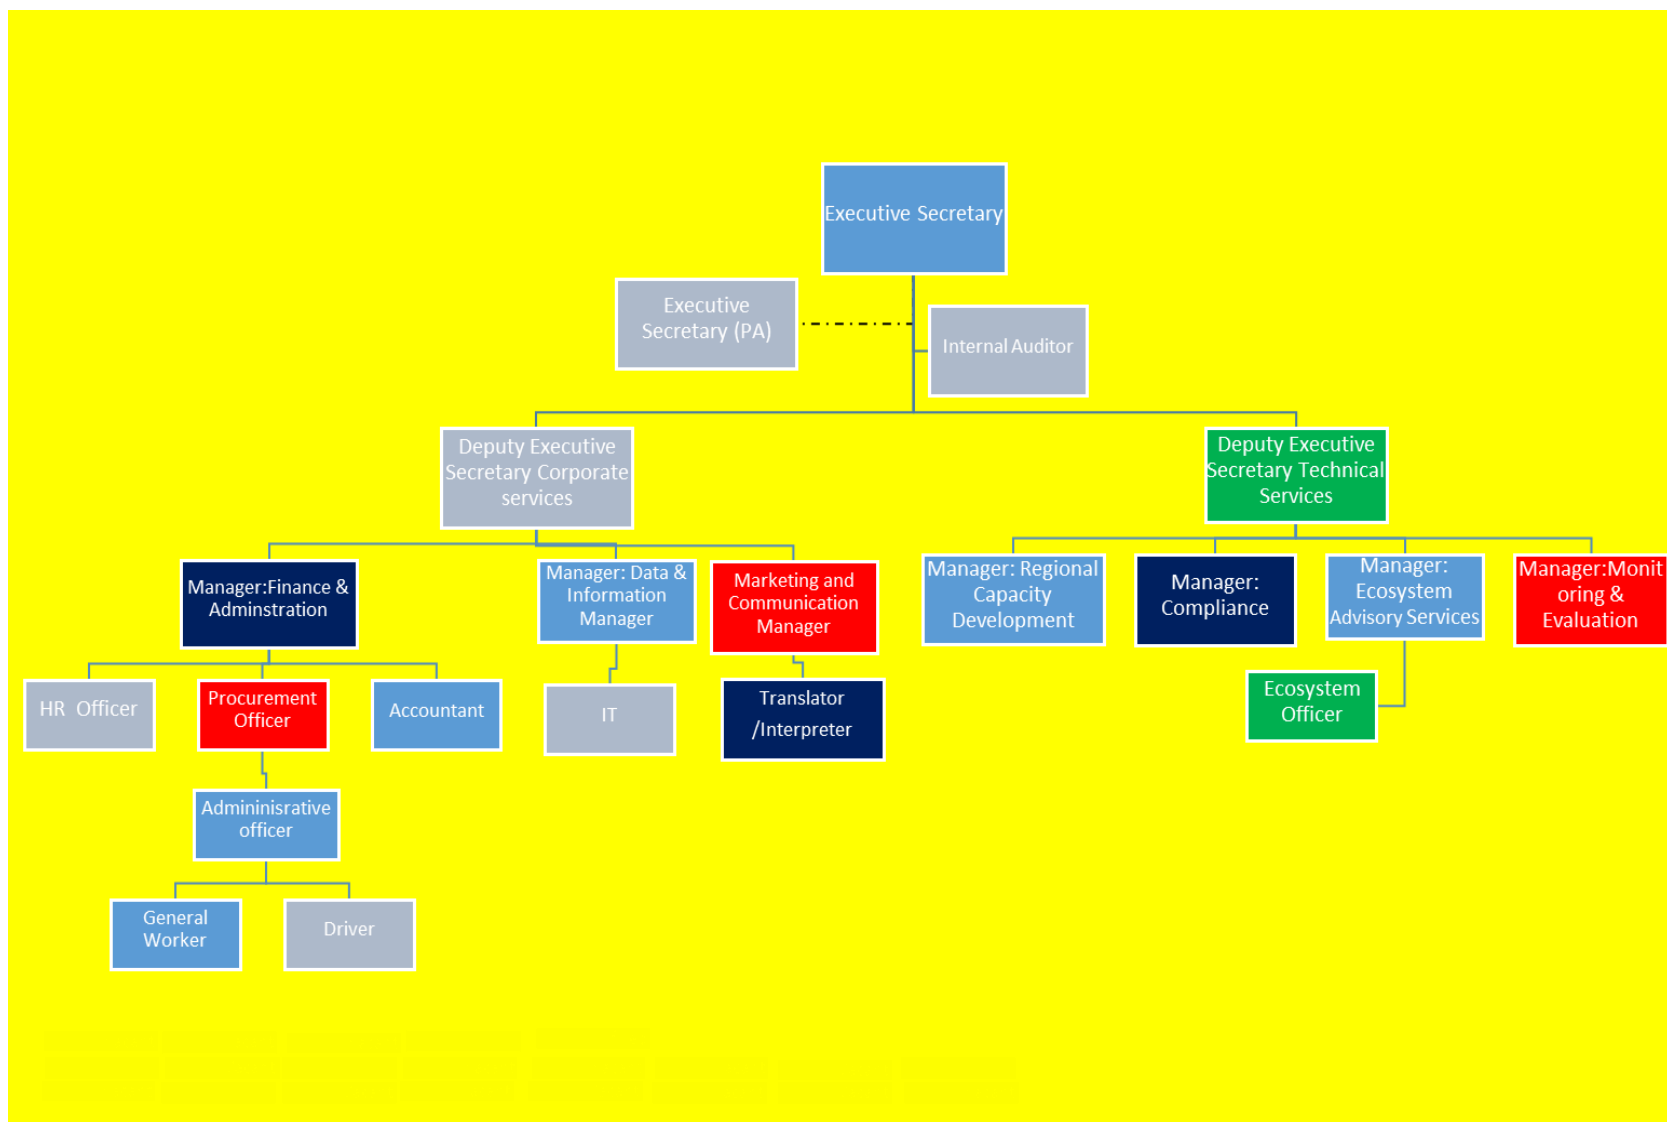 Executive Secretary
Executive
Secretary (PA)
Internal Auditor
Deputy Executive
Secretary Corporate
services
Deputy Executive
Secretary Technical
Services
Manager:Finance &
Adminstration
Manager: Data &
Information
Manager
Marketing and
Communication
Manager
Manager: Regional
Capacity
Development
Manager:
Compliance
Manager:
Ecosystem
Advisory Services
Manager:Monit
oring &
Evaluation
HR Officer
Procurement
Officer
Accountant
IT
Translator
/Interpreter
Ecosystem
Officer
Admininisrative
officer
General
Worker
Driver